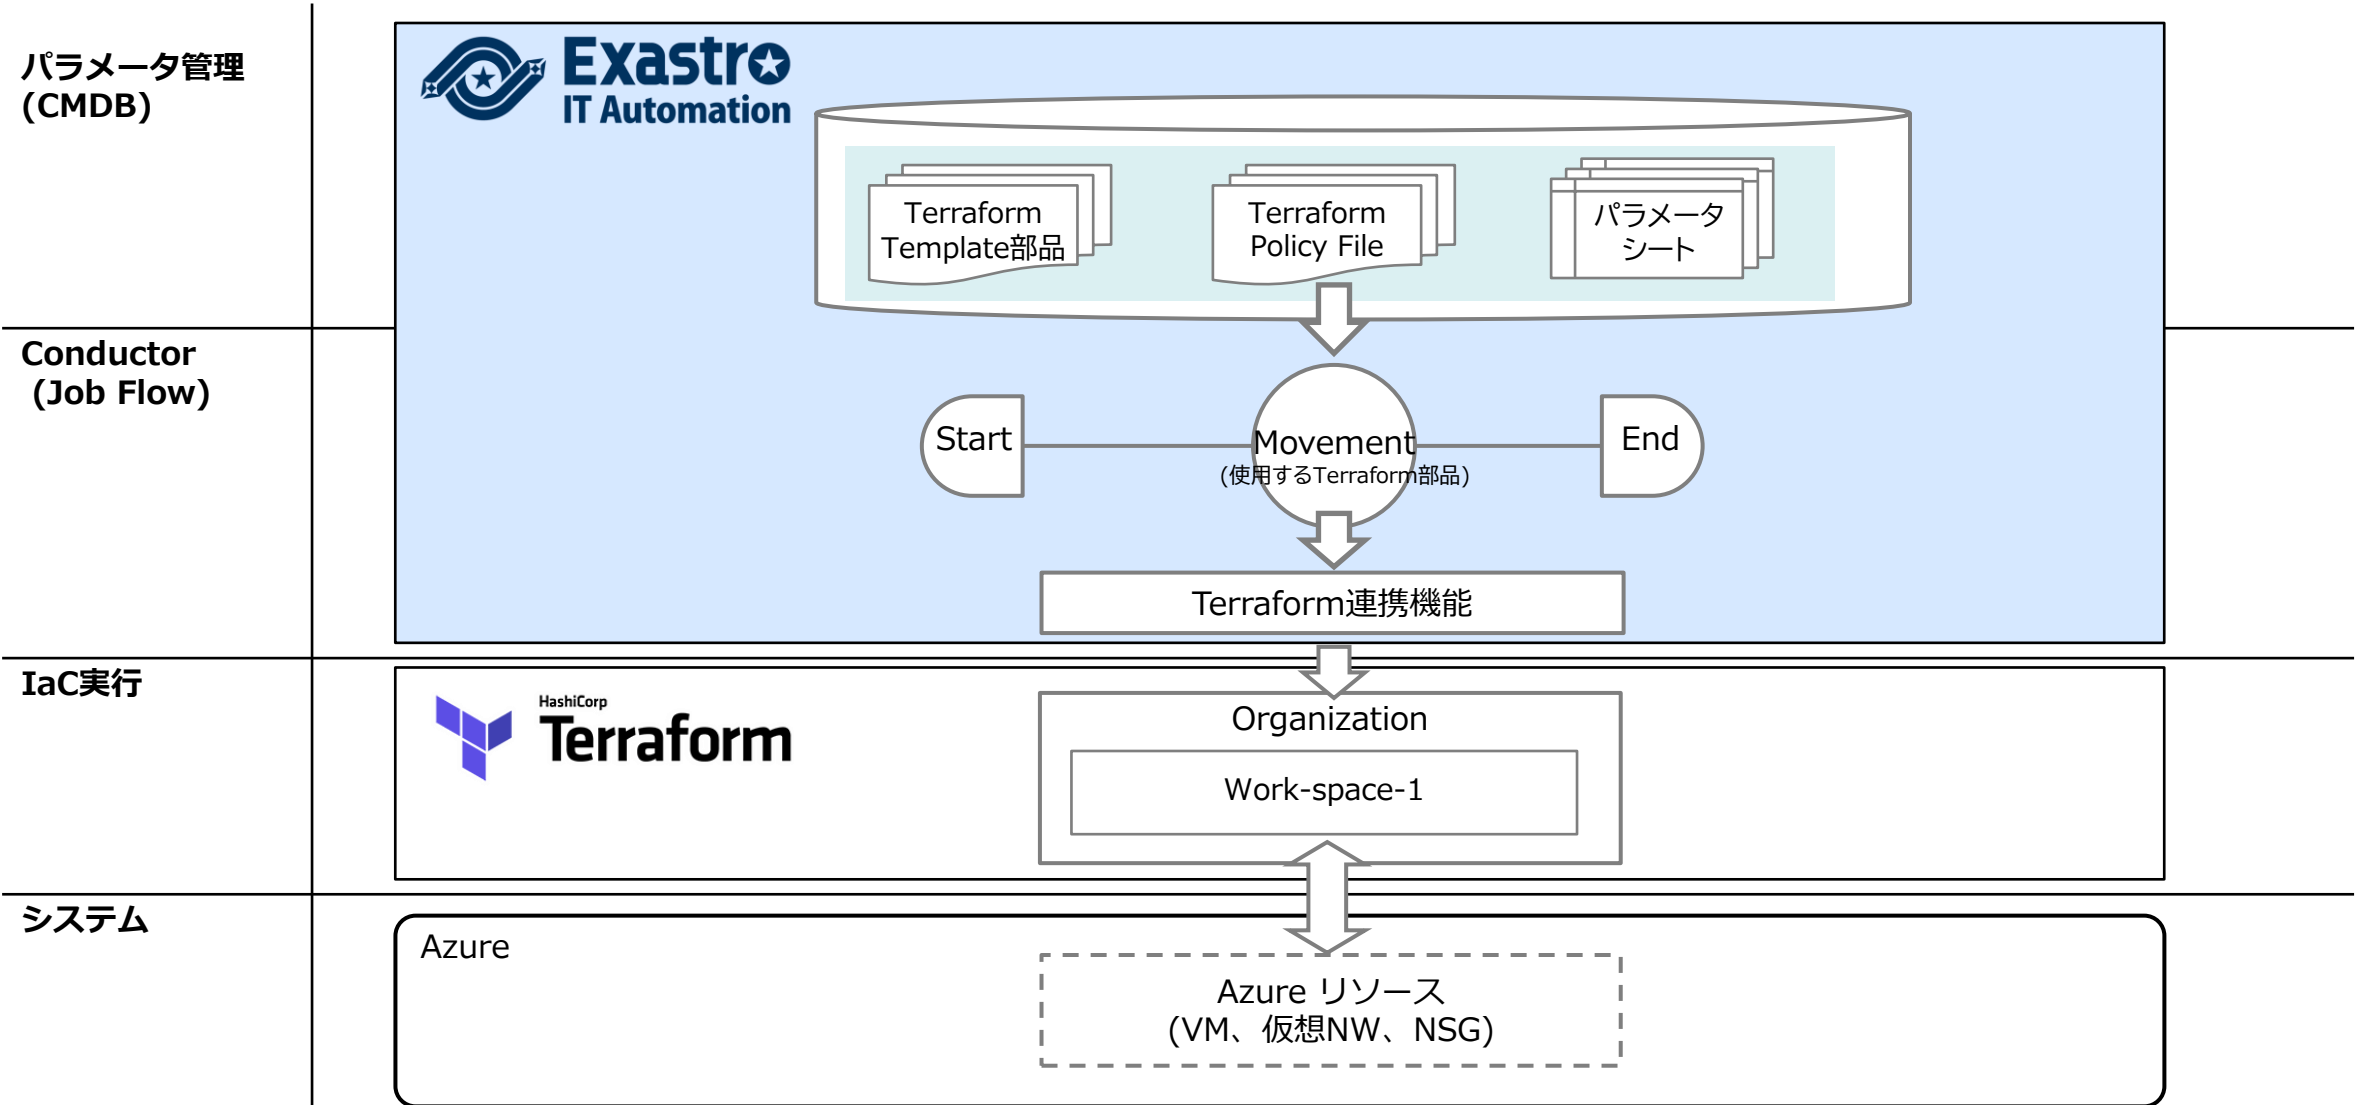 パラメータ管理
(CMDB)
Exastro
IT Automation
Terraform
Template部品
Terraform
Policy File
パラメータ
シート
Conductor
(Job Flow)
Start
Movement
(使用するTerraform部品)
End
Terraform連携機能
IaC実行
HashiCorp
Terraform
Organization
Work-space-1
システム
Azure
Azure リソース
(VM、仮想NW、NSG)